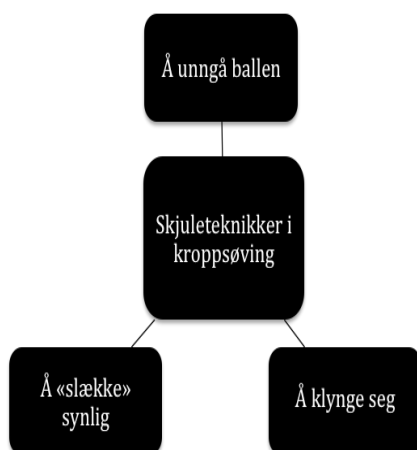 Å unngå ballen
Skjuleteknikker i
kroppsøving
Å «slække»
synlig
Å klynge seg